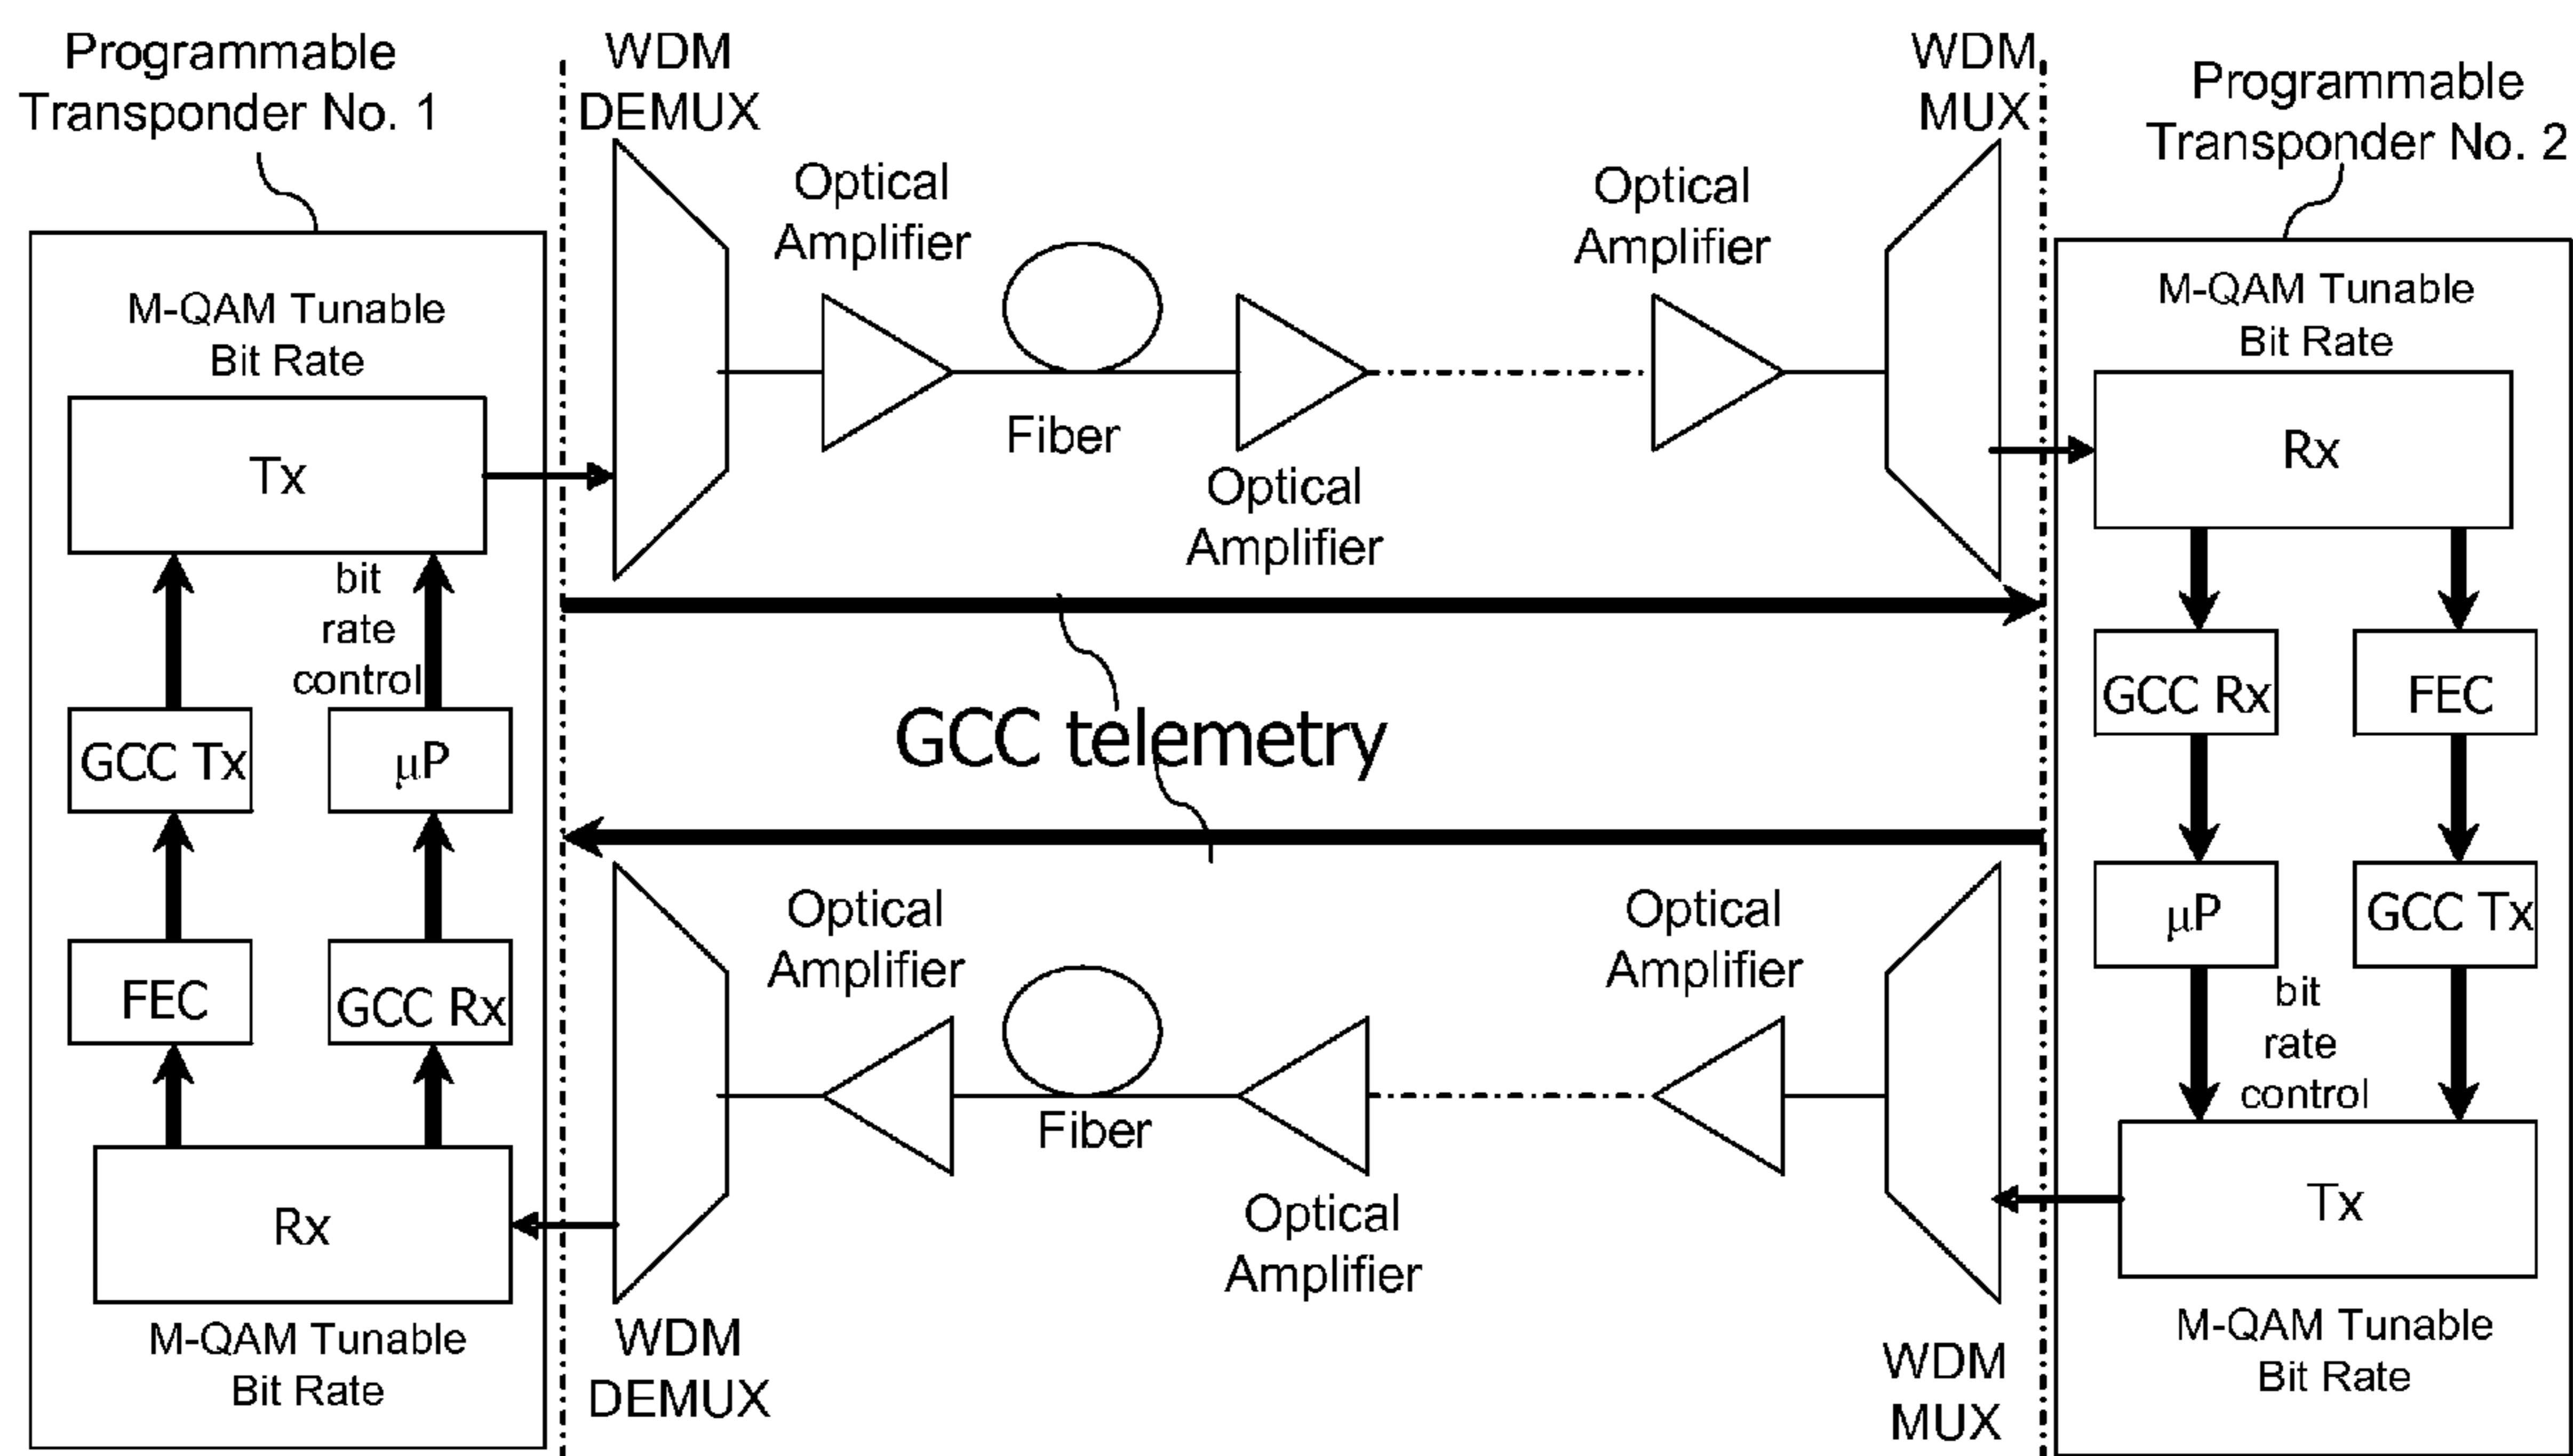 Programmable
Transponder No. 1
WDM
DEMUX
WDM
MUX
Programmable
Transponder No. 2
Optical
Amplifier
Optical
Amplifier
M-QAM Tunable
Bit Rate
M-QAM Tunable
Bit Rate
Tx
Fiber
Optical
Amplifier
Rx
bit
rate
control
GCC Tx
μP
GCC telemetry
GCC Rx
FEC
FEC
GCC Rx
Optical
Amplifier
Optical
Amplifier
μP
GCC Tx
bit
rate
control
Fiber
Rx
Optical
Amplifier
Tx
M-QAM Tunable
Bit Rate
WDM
DEMUX
WDM
MUX
M-QAM Tunable
Bit Rate